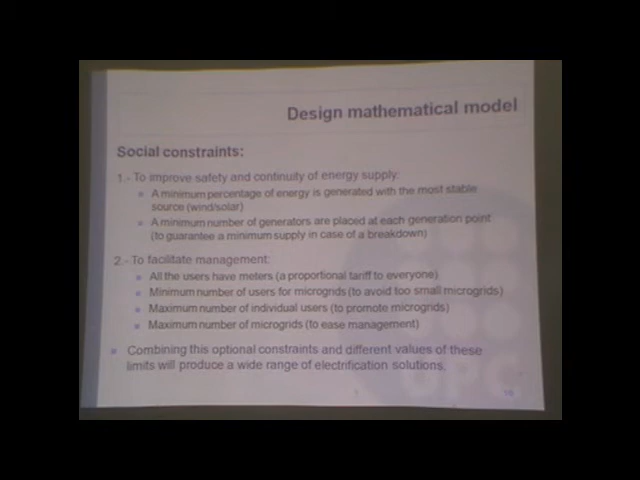 Design mathematical model
Social constraints:
1.- To improve safety and continuity of energy supply:
A minimum percentage of energy is generated with the most stable
source (wind/solar)
A minimum number of generators are placed at each generation point
(to guarantee a minimum supply in case of a breakdown)
2.- To facilitate management:
All the users have meters (a proportional tariff to everyone)
Minimum number of users for microgrids (to avoid too small microgrids)
Maximum number of individual users (to promote microgrids)
Maximum number of microgrids (to ease management)
Combining this optional constraints and different values of these
limits will produce a wide range of electrification solutions.
UPC